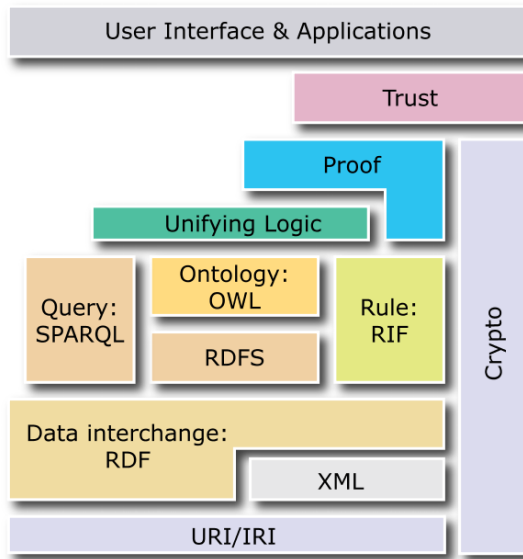 User Interface & Applications
Trust
Proof
Unifying Logic
Query:
SPARQL
Ontology:
OWL
RDFS
Rule:
RIF
Crypto
Data interchange:
RDF
XML
URI/IRI